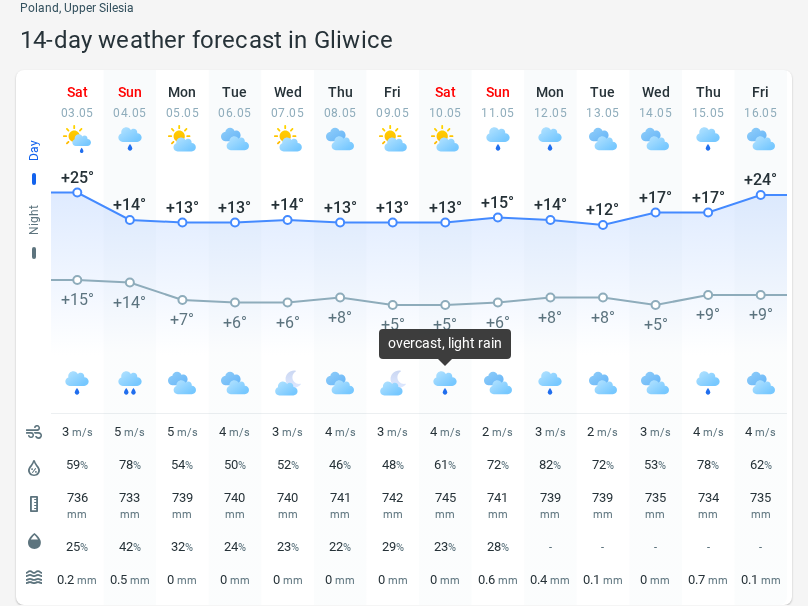 Poland, Upper Silesia
14-day weather forecast in Gliwice
Sat Sun Mon Tue Wed Thu Fri Sat Sun Mon Tue Wed Thu Fri
03.05 04.05 05.05 06.05 07.05 08.05 09.05 10.05 11.05 12.05 13.05 14.05 15.05 16.05
Day
+25° +14° +13° +13° +14° +13° +13° +13° +15° +14° +12° +17° +17° +24°
Night
+15° +14° +7° +6° +6° +8° +5° +5° +6° +8° +8° +5° +9° +9°
overcast, light rain
3 m/s 5 m/s 5 m/s 4 m/s 3 m/s 4 m/s 3 m/s 4 m/s 2 m/s 3 m/s 2 m/s 3 m/s 4 m/s 4 m/s
59% 78% 54% 50% 52% 46% 48% 61% 72% 82% 72% 53% 78% 62%
736 733 739 740 740 741 742 745 741 739 739 735 734 735
mm mm mm mm mm mm mm mm mm mm mm mm mm mm
25% 42% 32% 24% 23% 22% 29% 23% 28% - - - - -
0.2 mm 0.5 mm 0 mm 0 mm 0 mm 0 mm 0 mm 0 mm 0.6 mm 0.4 mm 0.1 mm 0 mm 0.7 mm 0.1 mm